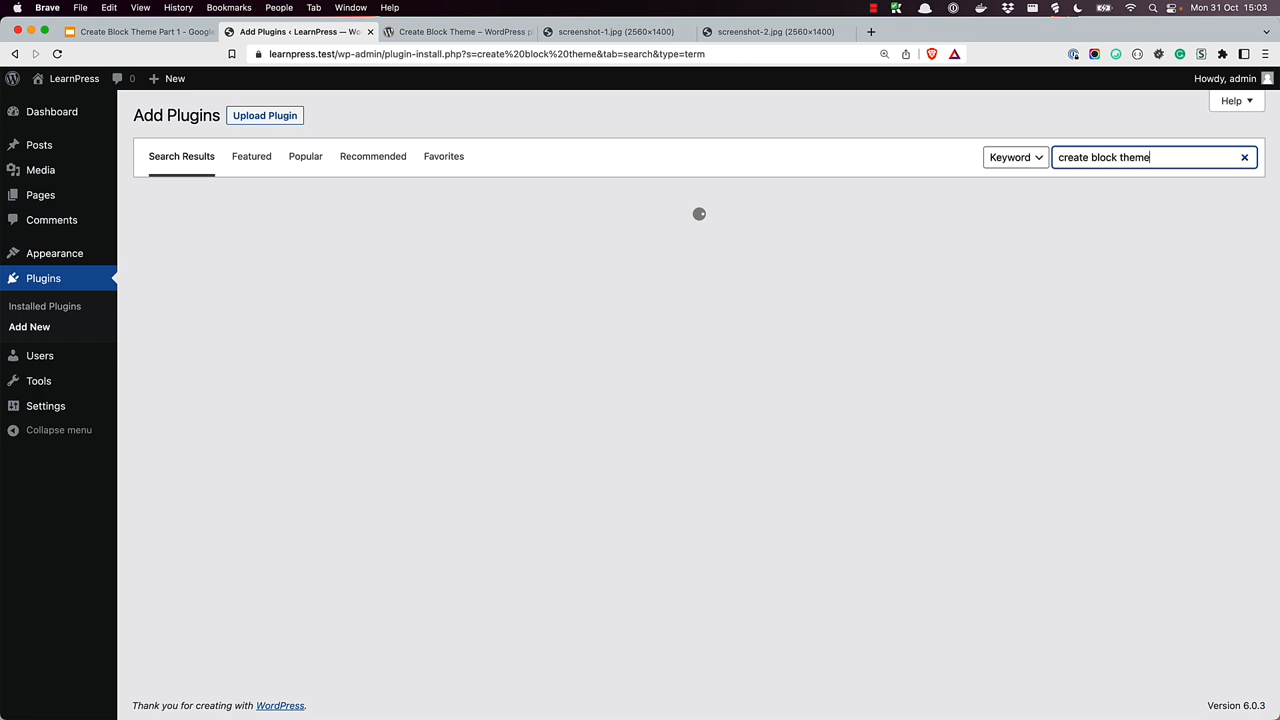 Brave File Edit View History Bookmarks People Tab Window Help Mon 31 Oct 15:03
Create Block Theme Part 1 - Google Add Plugins ‹ LearnPress — Wo Create Block Theme – WordPress p screenshot-1.jpg (2560×1400) screenshot-2.jpg (2560×1400)
learnpress.test/wp-admin/plugin-install.php?s=create%20block%20theme&tab=search&type=term
LearnPress 0 New Howdy, admin
Help
Dashboard
Posts
Media
Pages
Comments
Appearance
Plugins
Installed Plugins
Add New
Users
Tools
Settings
Collapse menu
Add Plugins Upload Plugin
Search Results Featured Popular Recommended Favorites Keyword create block theme
Thank you for creating with WordPress. Version 6.0.3